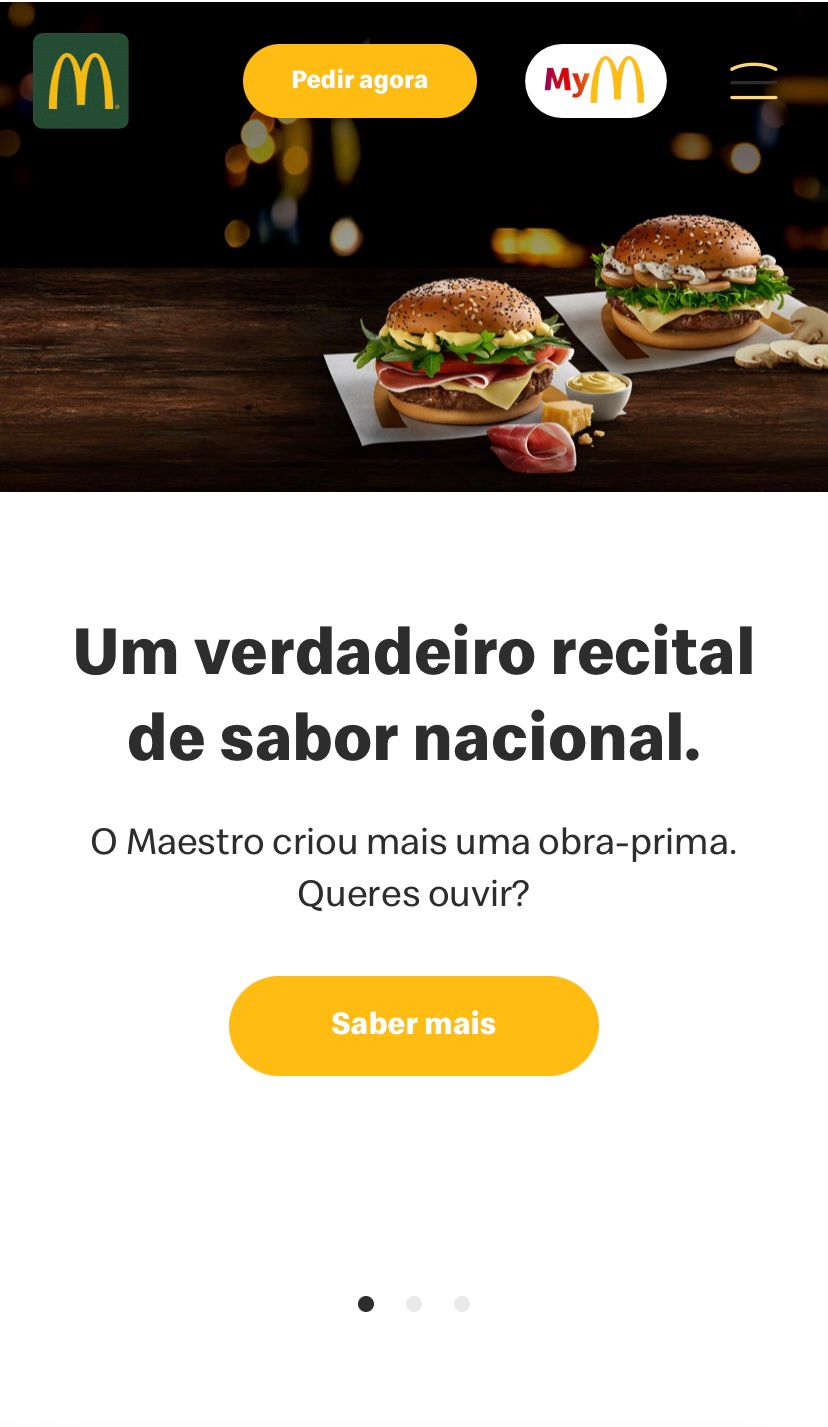 Pedir agora
My
Um verdadeiro recital
de sabor nacional.
O Maestro criou mais uma obra-prima.
Queres ouvir?
Saber mais